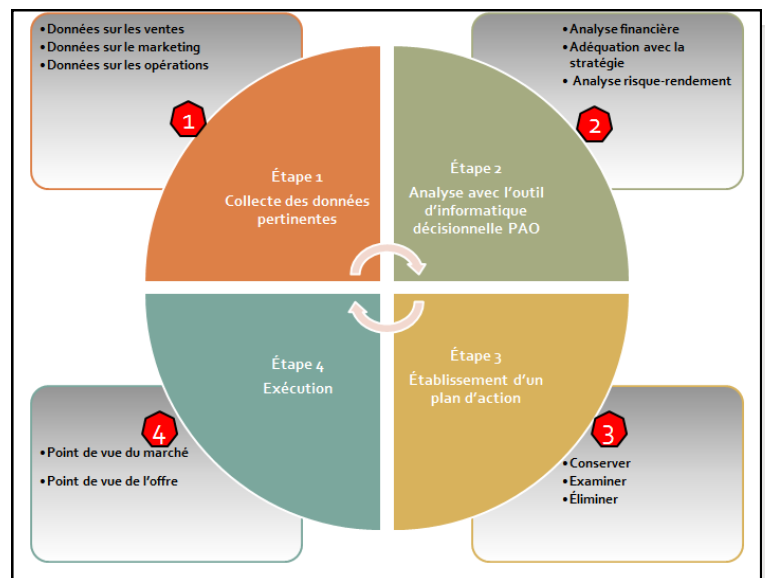 • Données sur les ventes
• Données sur le marketing
• Données sur les opérations
1
Étape 1
Collecte des données
pertinentes
• Analyse financière
• Adéquation avec la
stratégie
• Analyse risque-rendement
2
Étape 2
Analyse avec l'outil
d'informatique
décisionnelle PAO
Étape 3
Établissement d'un
plan d'action
3
• Conserver
• Examiner
• Éliminer
Étape 4
Exécution
4
• Point de vue du marché
• Point de vue de l'offre